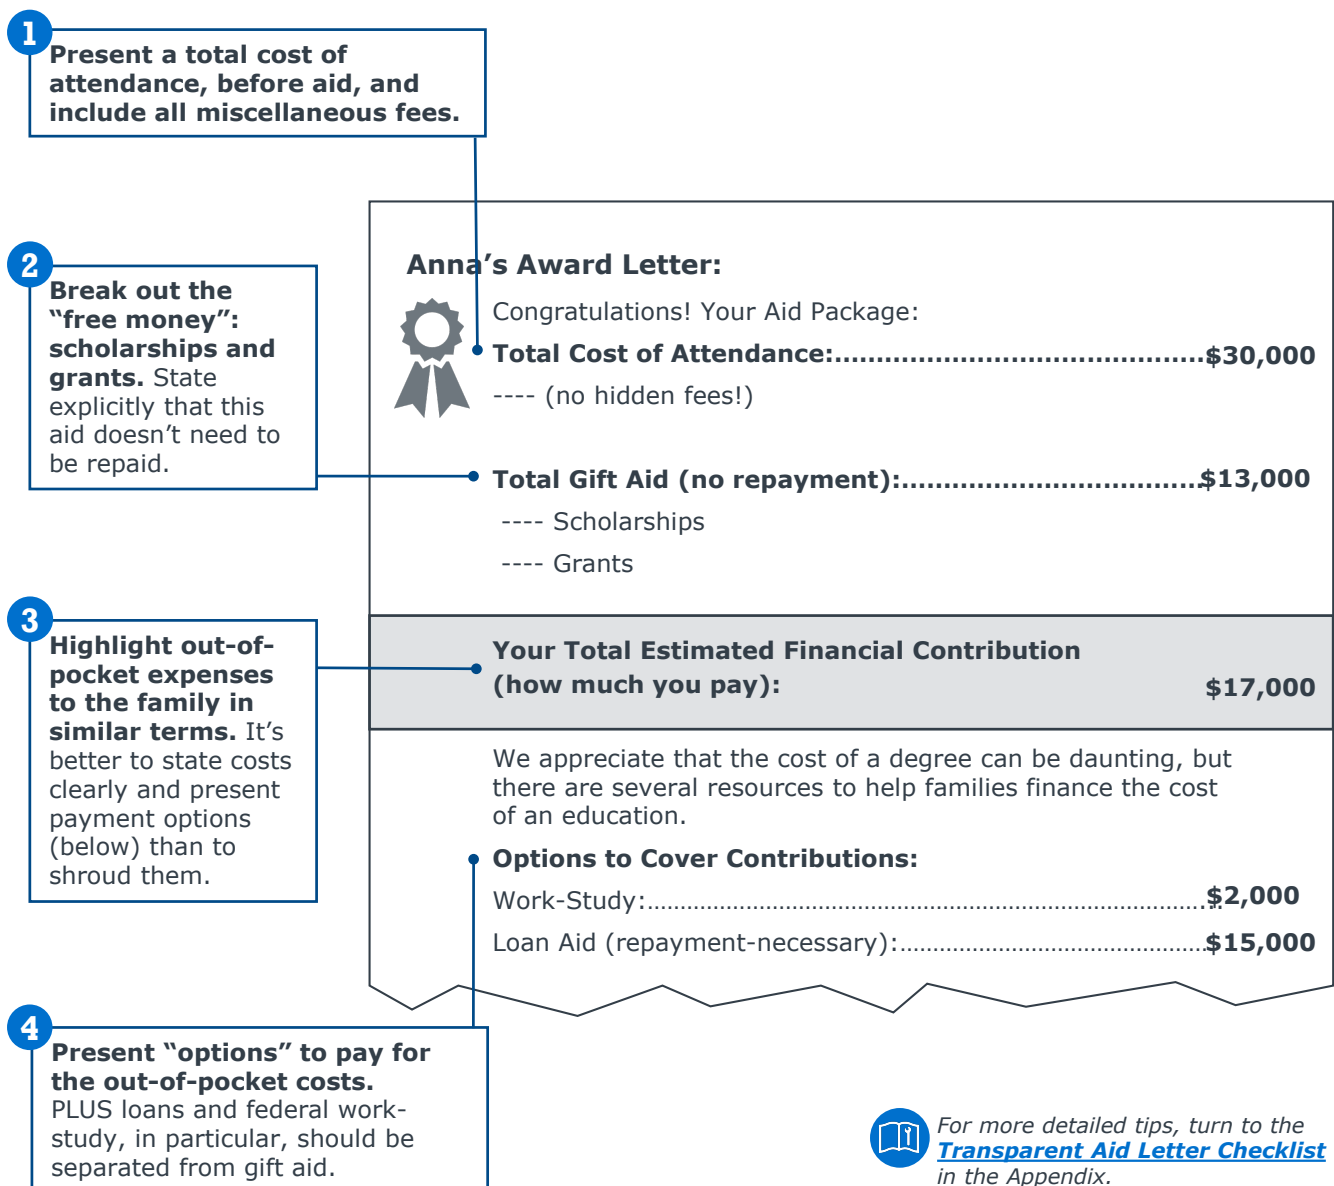 1
Present a total cost of
attendance, before aid, and
include all miscellaneous fees.
2
Break out the
“free money”:
scholarships and
grants. State
explicitly that this
aid doesn’t need to
be repaid.
3
Highlight out-of-
pocket expenses
to the family in
similar terms. It’s
better to state costs
clearly and present
payment options
(below) than to
shroud them.
Anna’s Award Letter:
Congratulations! Your Aid Package:
Total Cost of Attendance:............................................$30,000
---- (no hidden fees!)
Total Gift Aid (no repayment):....................................$13,000
---- Scholarships
---- Grants
Your Total Estimated Financial Contribution
(how much you pay): $17,000
We appreciate that the cost of a degree can be daunting, but
there are several resources to help families finance the cost
of an education.
Options to Cover Contributions:
Work-Study:..........................................................................$2,000
Loan Aid (repayment-necessary):...............................................$15,000
4
Present “options” to pay for
the out-of-pocket costs.
PLUS loans and federal work-
study, in particular, should be
separated from gift aid.
For more detailed tips, turn to the
Transparent Aid Letter Checklist
in the Appendix.